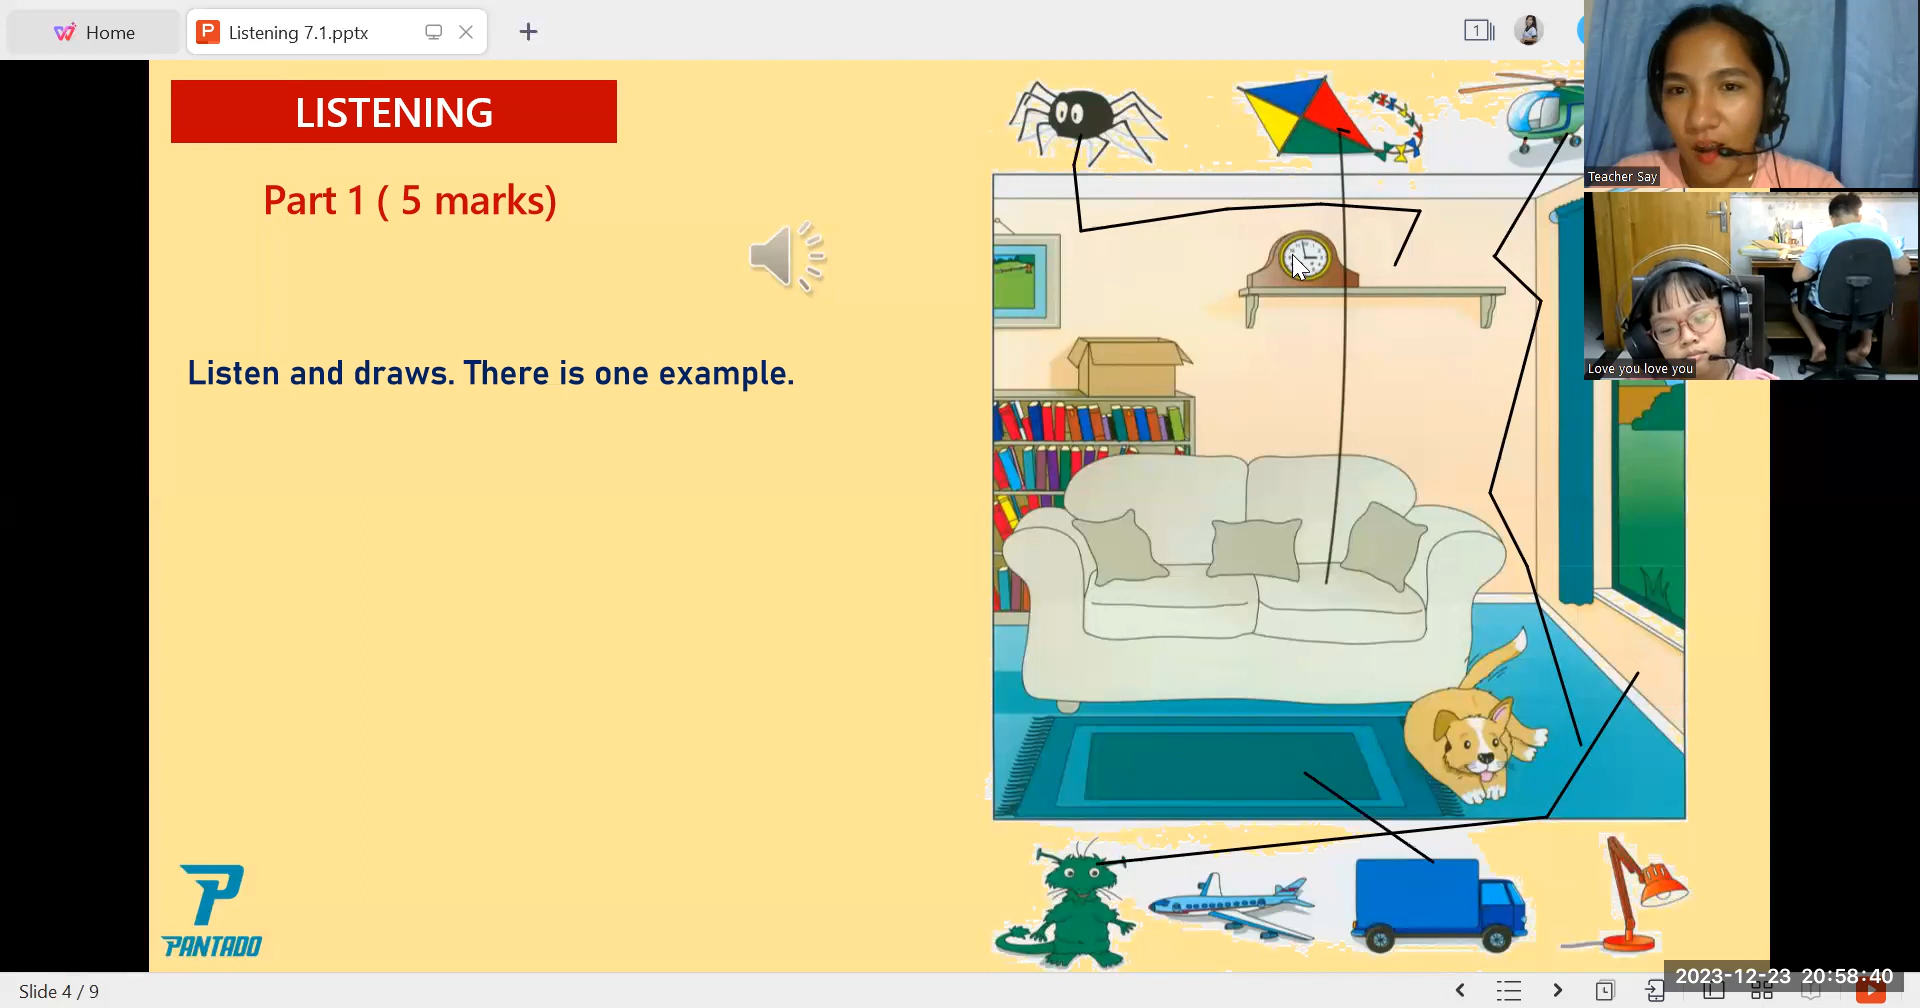 Home
Listening 7.1.pptx
1
LISTENING
Teacher Say
Part 1 ( 5 marks)
Love you love you
Listen and draws. There is one example.
PANTADO
Slide 4 / 9
2023-12-23 20:58:40